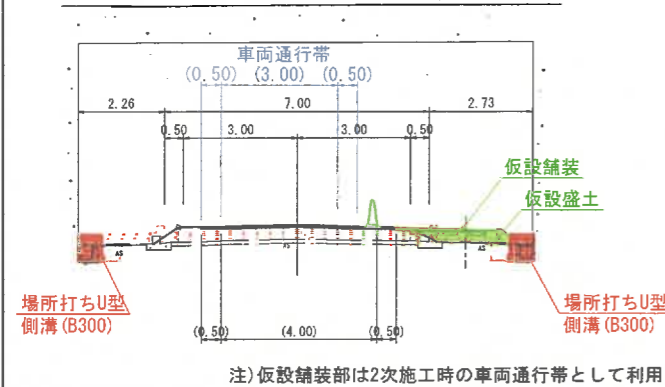 車両通行帯
(0.50) (3.00) (0.50)
2.26 7.00 2.73
0.50 3.00 3.00 0.50
仮設舗装
仮設盛土
AS AS AS
場所打ちU型
側溝(B300)
場所打ちU型
側溝(B300)
(0.50) (4.00) (0.50)
注)仮設舗装部は2次施工時の車両通行帯として利用